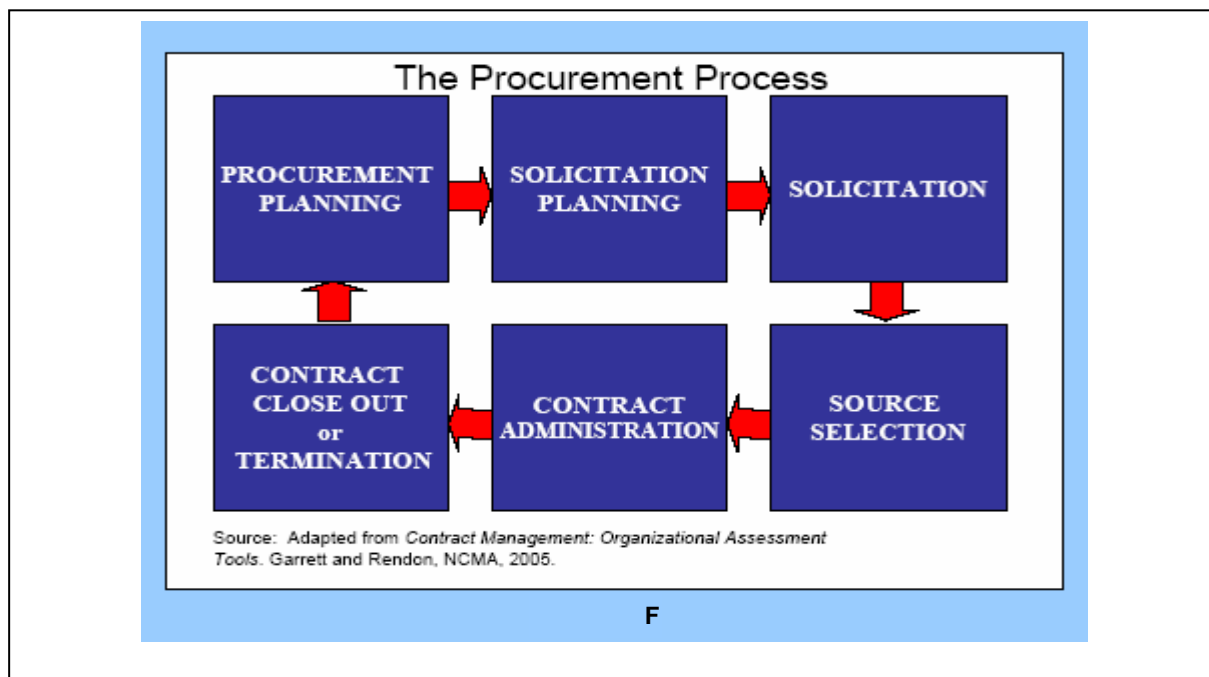 The Procurement Process
PROCUREMENT
PLANNING
SOLICITATION
PLANNING
SOLICITATION
SOURCE
SELECTION
CONTRACT
ADMINISTRATION
CONTRACT
CLOSE OUT
or
TERMINATION
Source: Adapted from Contract Management: Organizational Assessment
Tools. Garrett and Rendon, NCMA, 2005.
F